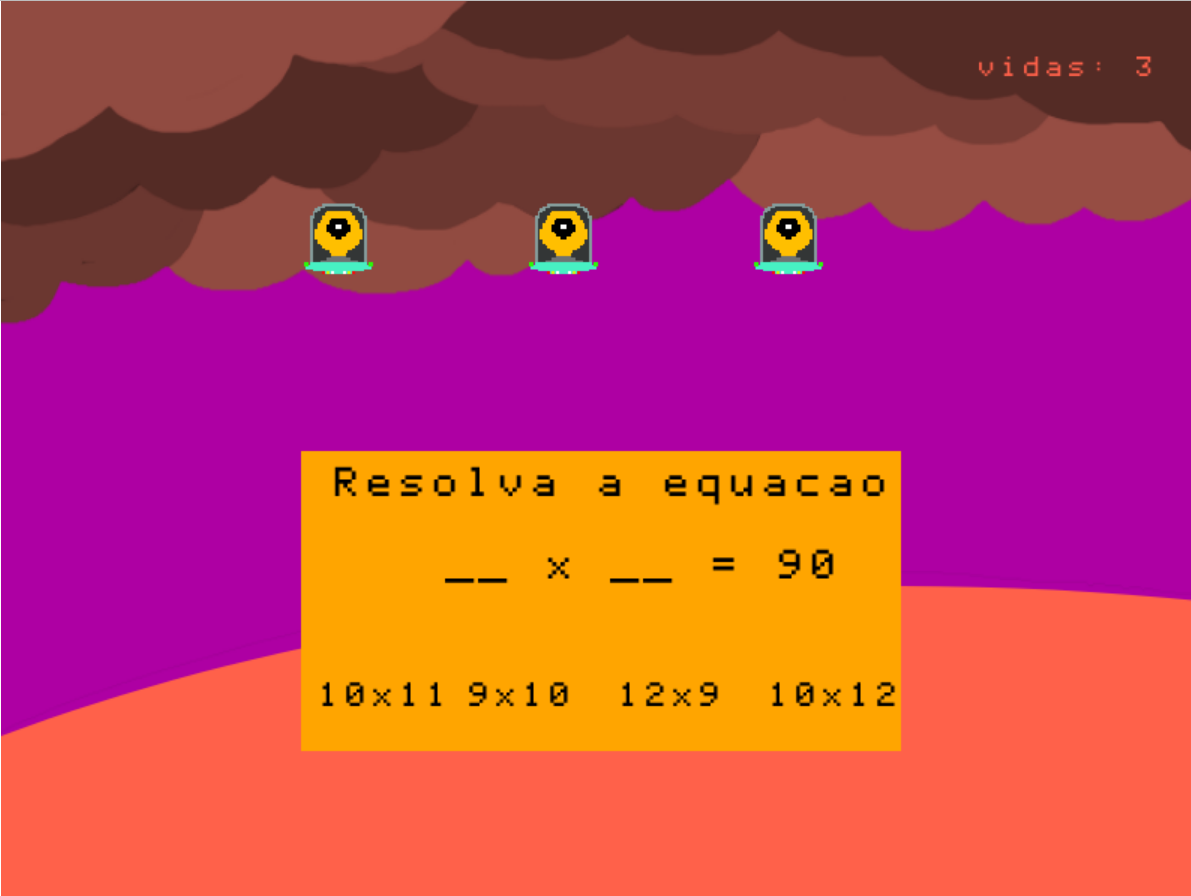 vidas: 3
Resolva a equacao
__ x __ = 90
10x11 9x10 12x9 10x12